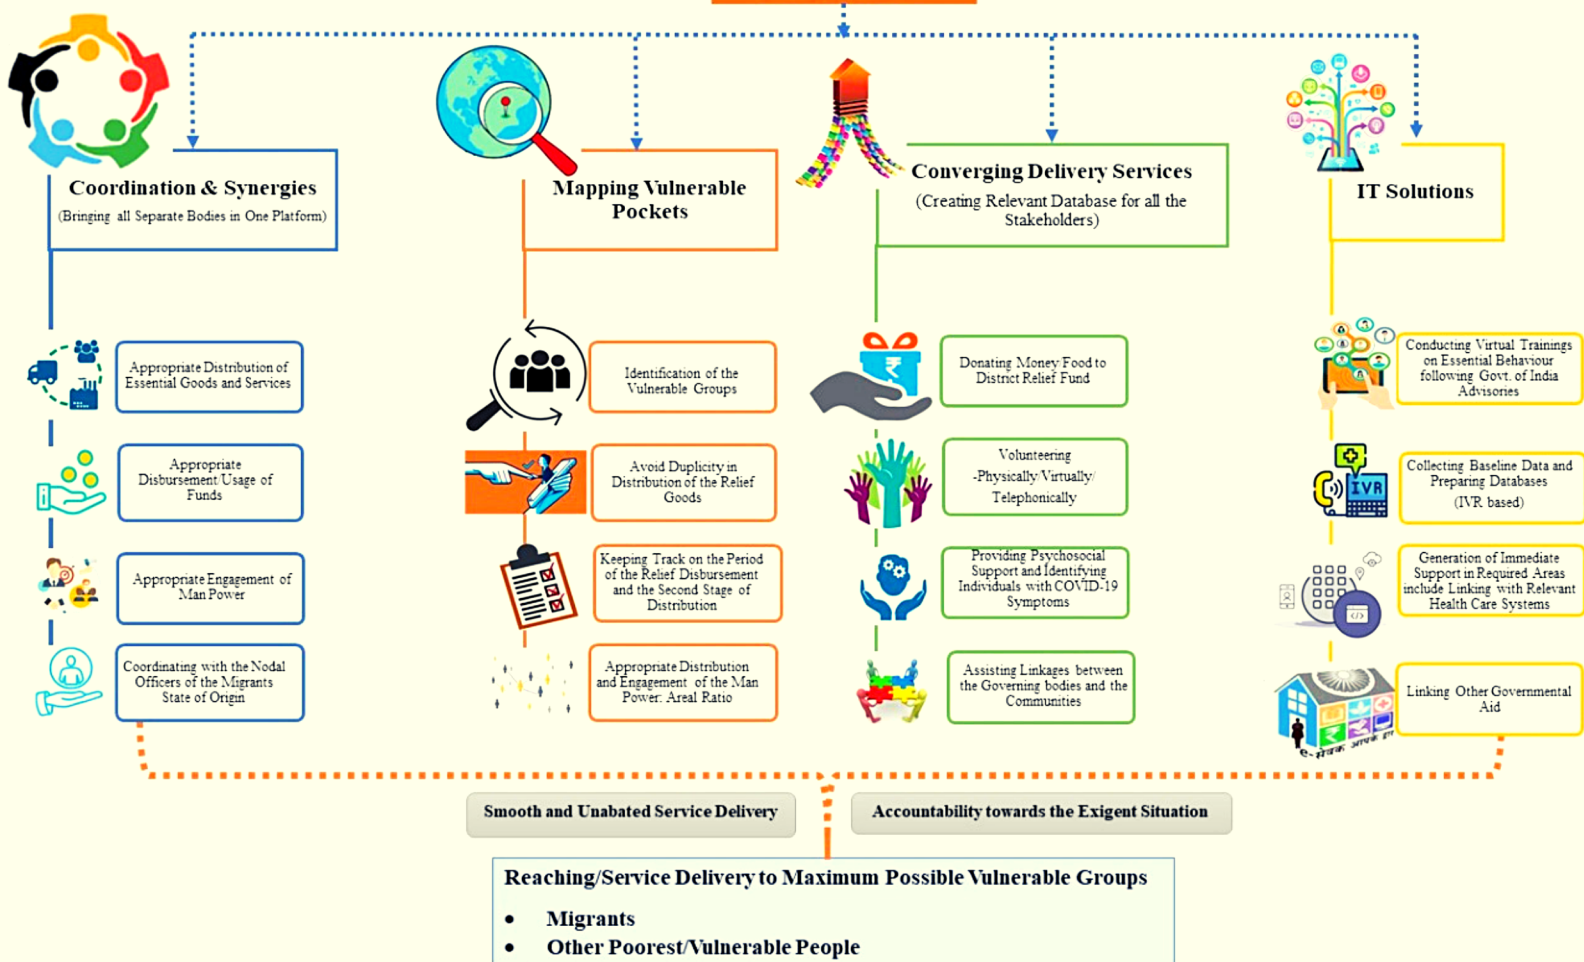 Coordination & Synergies
(Bringing all Separate Bodies in One Platform)
Appropriate Distribution of
Essential Goods and Services
Appropriate
Disbursement/Usage of
Funds
Appropriate Engagement of
Man Power
Coordinating with the Nodal
Officers of the Migrants
State of Origin
Mapping Vulnerable
Pockets
Identification of the
Vulnerable Groups
Avoid Duplicity in
Distribution of the Relief
Goods
Keeping Track on the Period
of the Relief Disbursement
and the Second Stage of
Distribution
Appropriate Distribution
and Engagement of the Man
Power: Areal Ratio
Converging Delivery Services
(Creating Relevant Database for all the
Stakeholders)
₹
Donating Money/Food to
District Relief Fund
Volunteering
-Physically/Virtually/
Telephonically
Providing Psychosocial
Support and Identifying
Individuals with COVID-19
Symptoms
Assisting Linkages between
the Governing bodies and the
Communities
IT Solutions
Conducting Virtual Trainings
on Essential Behaviour
following Govt. of India
Advisories
IVR
Collecting Baseline Data and
Preparing Databases
(IVR based)
</>
Generation of Immediate
Support in Required Areas
include Linking with Relevant
Health Care Systems
₹
e-सेवक आपके द्वार
Linking Other Governmental
Aid
Smooth and Unabated Service Delivery
Accountability towards the Exigent Situation
Reaching/Service Delivery to Maximum Possible Vulnerable Groups
• Migrants
• Other Poorest/Vulnerable People